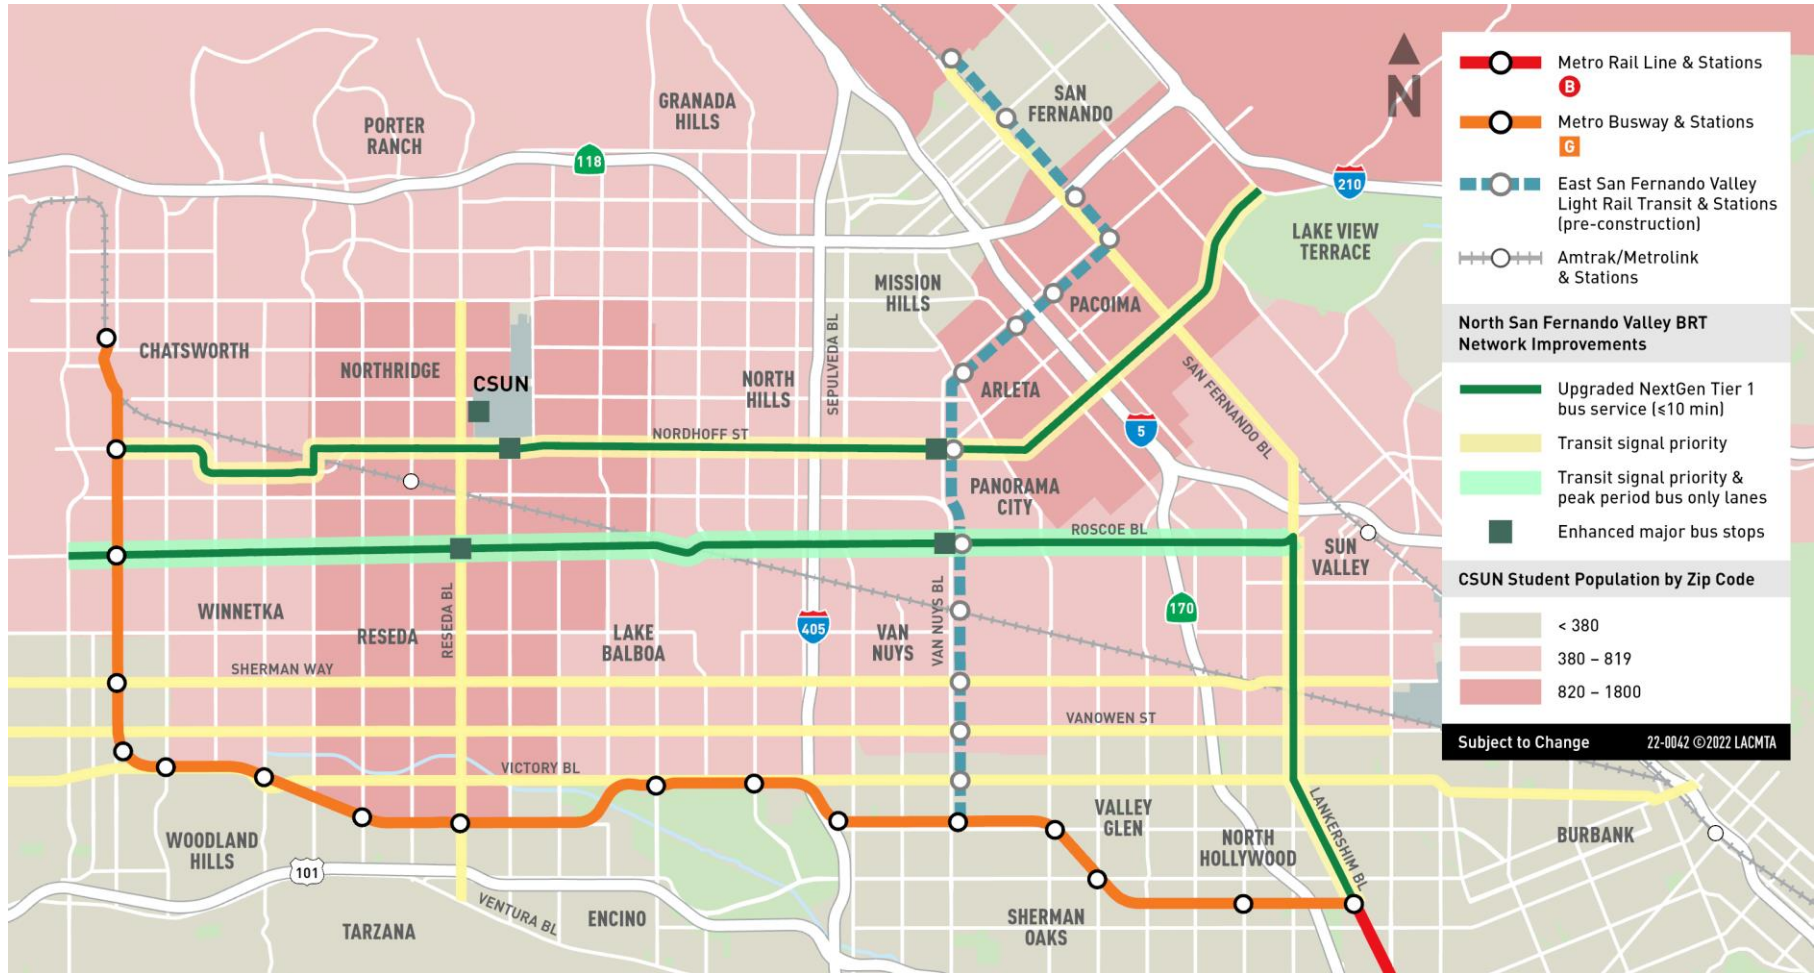 PORTER
RANCH
GRANADA
HILLS
118
SAN
FERNANDO
210
LAKE VIEW
TERRACE
MISSION
HILLS
PACOIMA
CHATSWORTH
NORTHRIDGE
CSUN
NORTH
HILLS
SEPULVEDA BL
ARLETA
SAN FERNANDO BL
5
NORDHOFF ST
PANORAMA
CITY
ROSCOE BL
SUN
VALLEY
WINNETKA
RESEDA
RESEDA BL
LAKE
BALBOA
405
VAN
NUYS
VAN NUYS BL
170
SHERMAN WAY
VANOWEN ST
VICTORY BL
WOODLAND
HILLS
101
TARZANA
VENTURA BL
ENCINO
SHERMAN
OAKS
VALLEY
GLEN
NORTH
HOLLYWOOD
LANKERSHIM BL
BURBANK
N
Metro Rail Line & Stations
B
Metro Busway & Stations
G
East San Fernando Valley
Light Rail Transit & Stations
(pre-construction)
Amtrak/Metrolink
& Stations
North San Fernando Valley BRT
Network Improvements
Upgraded NextGen Tier 1
bus service (≤10 min)
Transit signal priority
Transit signal priority &
peak period bus only lanes
Enhanced major bus stops
CSUN Student Population by Zip Code
< 380
380 – 819
820 – 1800
Subject to Change 22-0042 ©2022 LACMTA